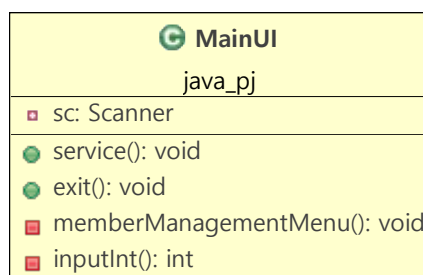 C MainUI
java_pj
sc: Scanner
service(): void
exit(): void
memberManagementMenu(): void
inputInt(): int